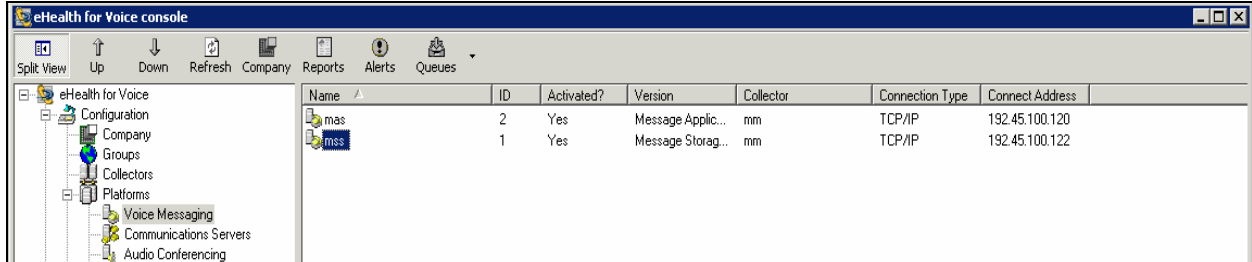 eHealth for Voice console
Split View Up Down Refresh Company Reports Alerts Queues
eHealth for Voice
Configuration
Company
Groups
Collectors
Platforms
Voice Messaging
Communications Servers
Audio Conferencing
Name ID Activated? Version Collector Connection Type Connect Address
mas 2 Yes Message Applic... mm TCP/IP 192.45.100.120
mss 1 Yes Message Storag... mm TCP/IP 192.45.100.122